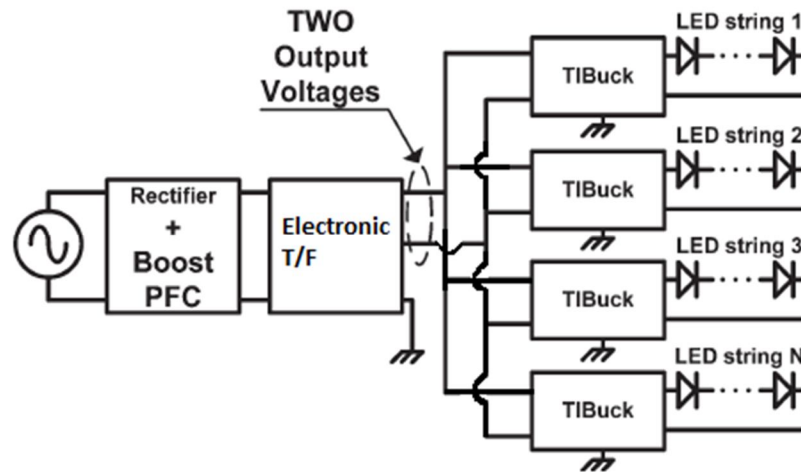 TWO
Output
Voltages
Rectifier
+
Boost
PFC
Electronic
T/F
LED string 1
TIBuck
LED string 2
TIBuck
LED string 3
TIBuck
LED string N
TIBuck